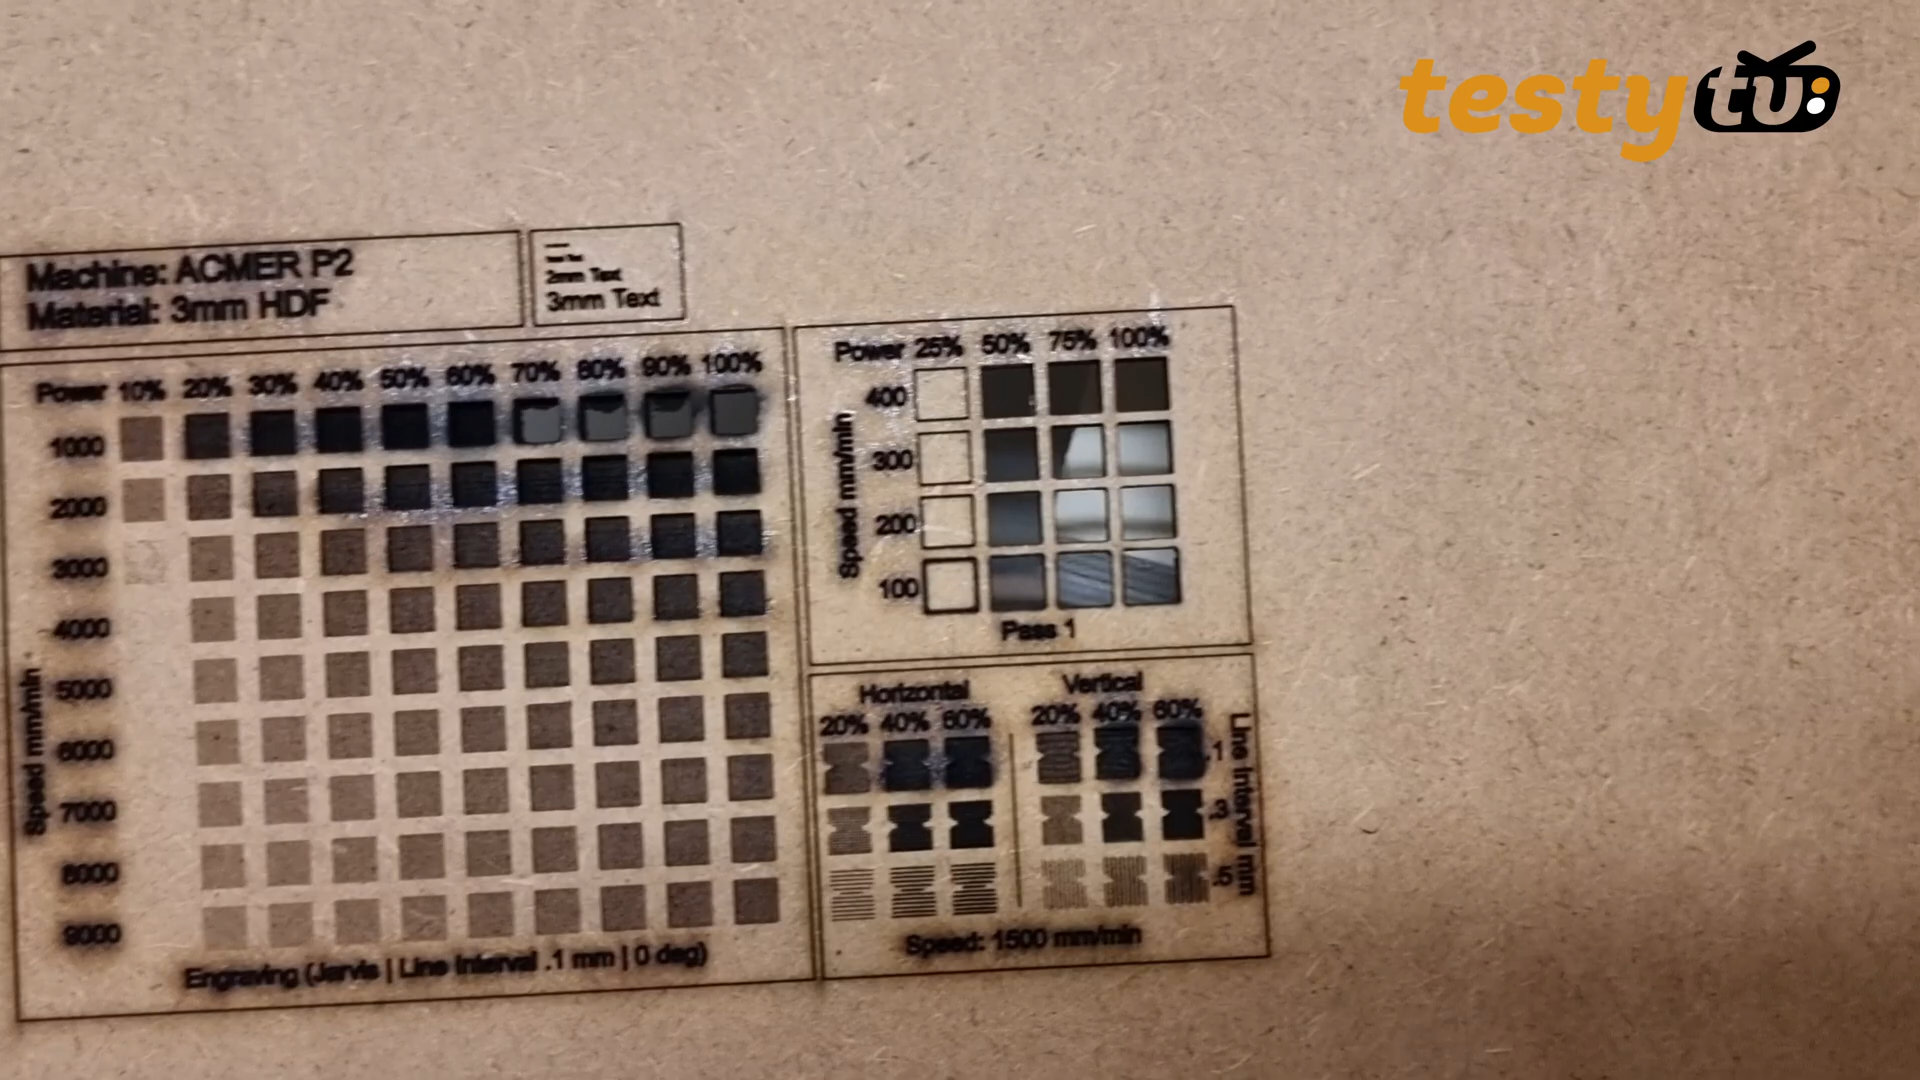 testytv:
Machine: ACMER P2
Material: 3mm HDF
2mm Text
3mm Text
Power 10% 20% 30% 40% 50% 60% 70% 80% 90% 100%
1000
2000
3000
4000
5000
6000
7000
8000
9000
Speed mm/min
Engraving (Jarvis | Line Interval .1 mm | 0 deg)
Power 25% 50% 75% 100%
400
300
200
100
Speed mm/min
Pass 1
Horizontal
20% 40% 60%
Vertical
20% 40% 60%
.1
.3
.5
Line Interval mm
Speed: 1500 mm/min